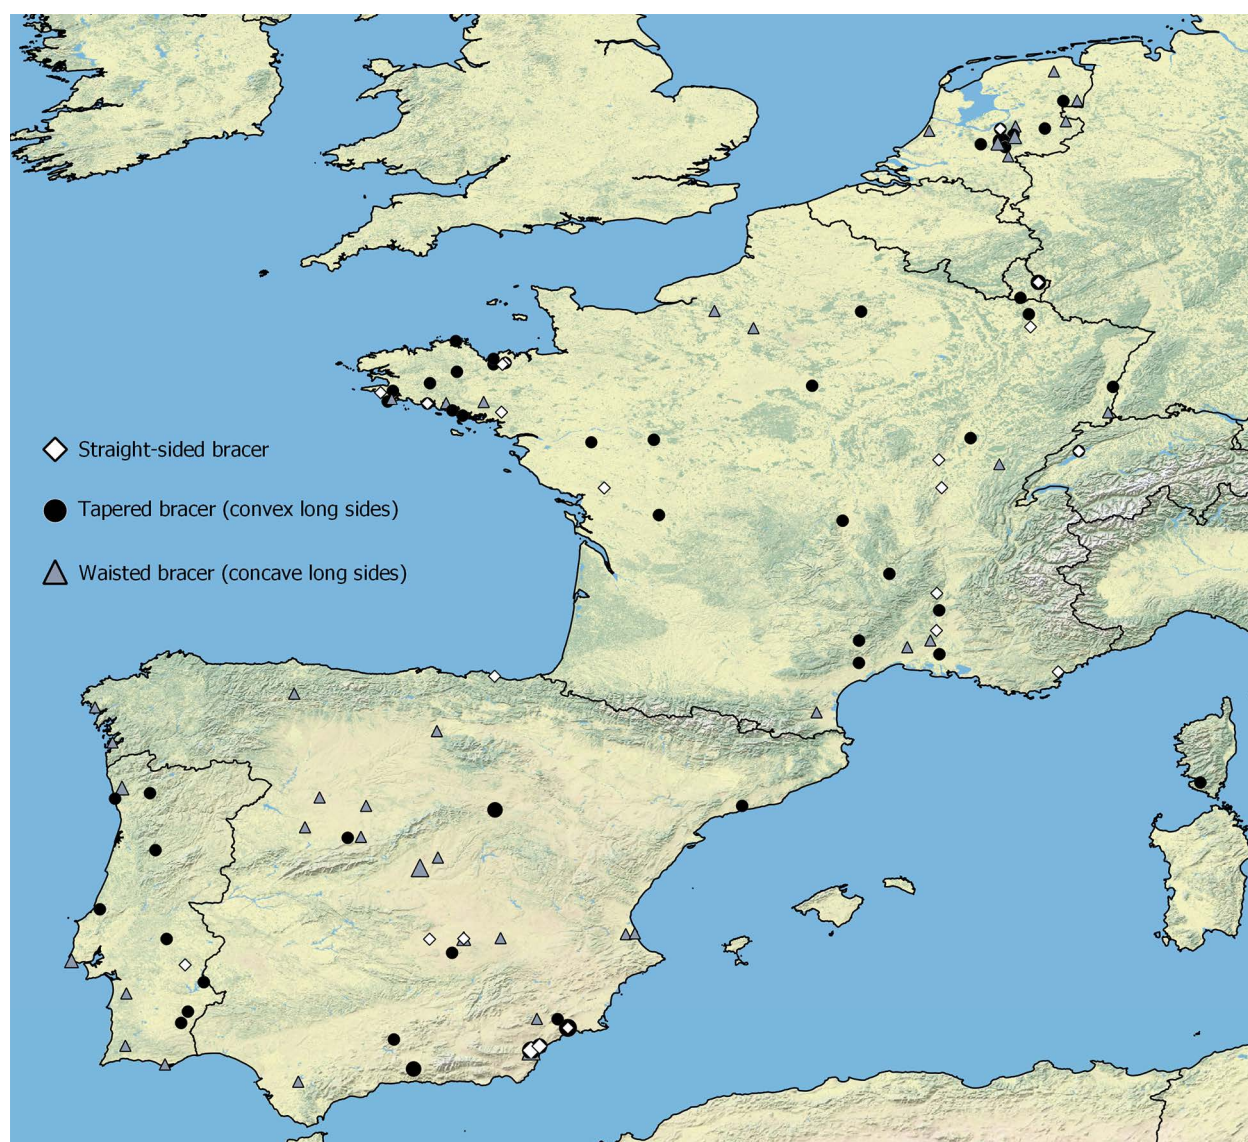 Straight-sided bracer
Tapered bracer (convex long sides)
Waisted bracer (concave long sides)